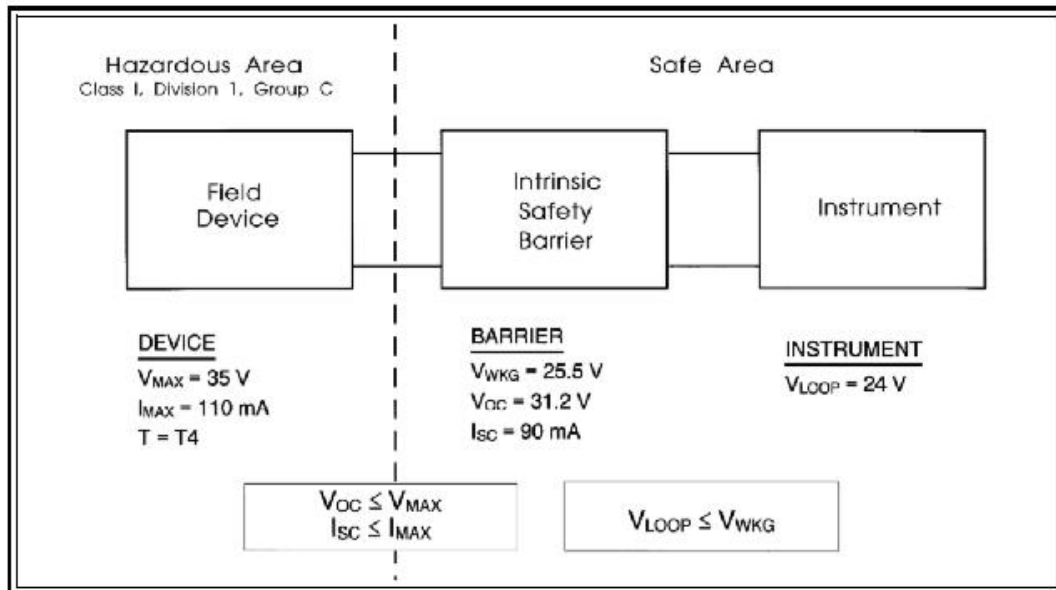 Hazardous Area
Class I, Division 1, Group C
Safe Area
Field
Device
Intrinsic
Safety
Barrier
Instrument
DEVICE
VMAX = 35 V
IMAX = 110 mA
T = T4
BARRIER
VWKG = 25.5 V
VOC = 31.2 V
ISC = 90 mA
INSTRUMENT
VLOOP = 24 V
VOC ≤ VMAX
ISC ≤ IMAX
VLOOP ≤ VWKG